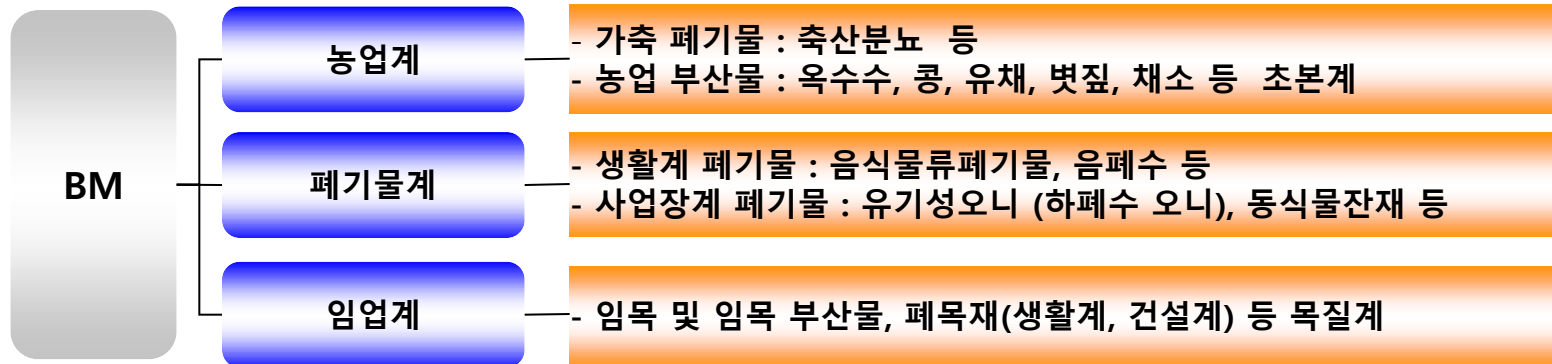 BM
농업계
- 가축 폐기물 : 축산분뇨 등
- 농업 부산물 : 옥수수, 콩, 유채, 볏짚, 채소 등 초본계
폐기물계
- 생활계 폐기물 : 음식물류폐기물, 음폐수 등
- 사업장계 폐기물 : 유기성오니 (하폐수 오니), 동식물잔재 등
임업계
- 임목 및 임목 부산물, 폐목재(생활계, 건설계) 등 목질계